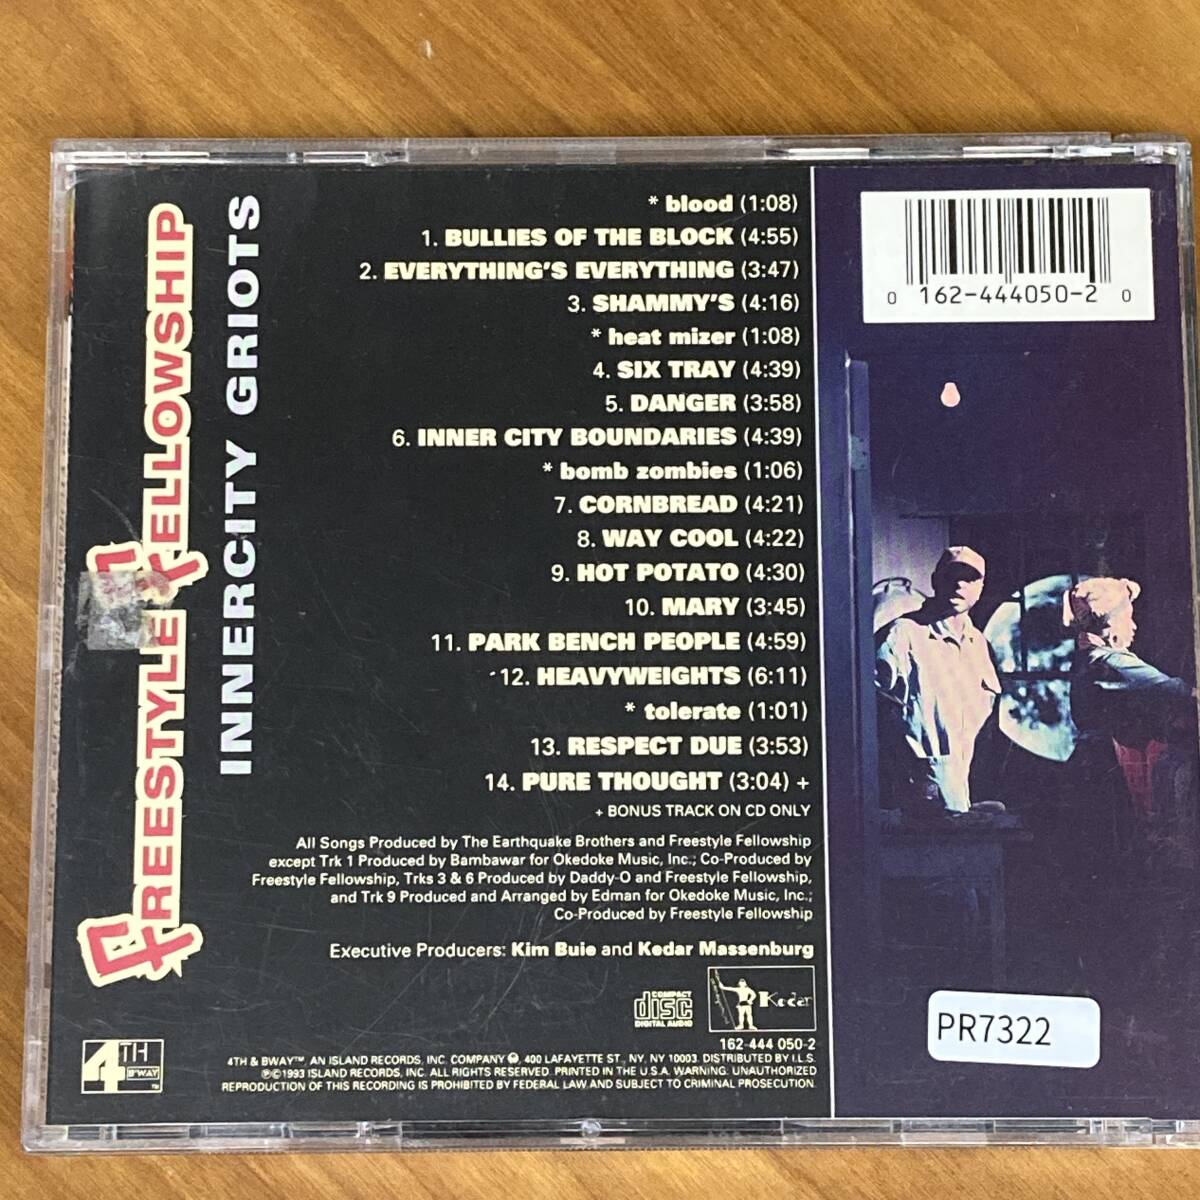 FREESTYLE FELLOWSHIP
INNERCITY GRIOTS
* blood (1:08)
1. BULLIES OF THE BLOCK (4:55)
2. EVERYTHING'S EVERYTHING (3:47)
3. SHAMMY'S (4:16)
* heat mizer (1:08)
4. SIX TRAY (4:39)
5. DANGER (3:58)
6. INNER CITY BOUNDARIES (4:39)
* bomb zombies (1:06)
7. CORNBREAD (4:21)
8. WAY COOL (4:22)
9. HOT POTATO (4:30)
10. MARY (3:45)
11. PARK BENCH PEOPLE (4:59)
12. HEAVYWEIGHTS (6:11)
* tolerate (1:01)
13. RESPECT DUE (3:53)
14. PURE THOUGHT (3:04) +
+ BONUS TRACK ON CD ONLY
All Songs Produced by The Earthquake Brothers and Freestyle Fellowship
except Trk 1 Produced by Bambawar for Okedoke Music, Inc.; Co-Produced by
Freestyle Fellowship, Trks 3 & 6 Produced by Daddy-O and Freestyle Fellowship,
and Trk 9 Produced and Arranged by Edman for Okedoke Music, Inc.;
Co-Produced by Freestyle Fellowship
Executive Producers: Kim Buie and Kedar Massenburg
COMPACT
disc
DIGITAL AUDIO
Kedar
162-444 050-2
4TH
B'WAY
TM
4TH & BWAY™, AN ISLAND RECORDS, INC. COMPANY ℗, 400 LAFAYETTE ST., NY, NY 10003. DISTRIBUTED BY I.L.S.
℗©1993 ISLAND RECORDS, INC. ALL RIGHTS RESERVED. PRINTED IN THE U.S.A. WARNING: UNAUTHORIZED
REPRODUCTION OF THIS RECORDING IS PROHIBITED BY FEDERAL LAW AND SUBJECT TO CRIMINAL PROSECUTION.
0 162-444050-2 0
PR7322